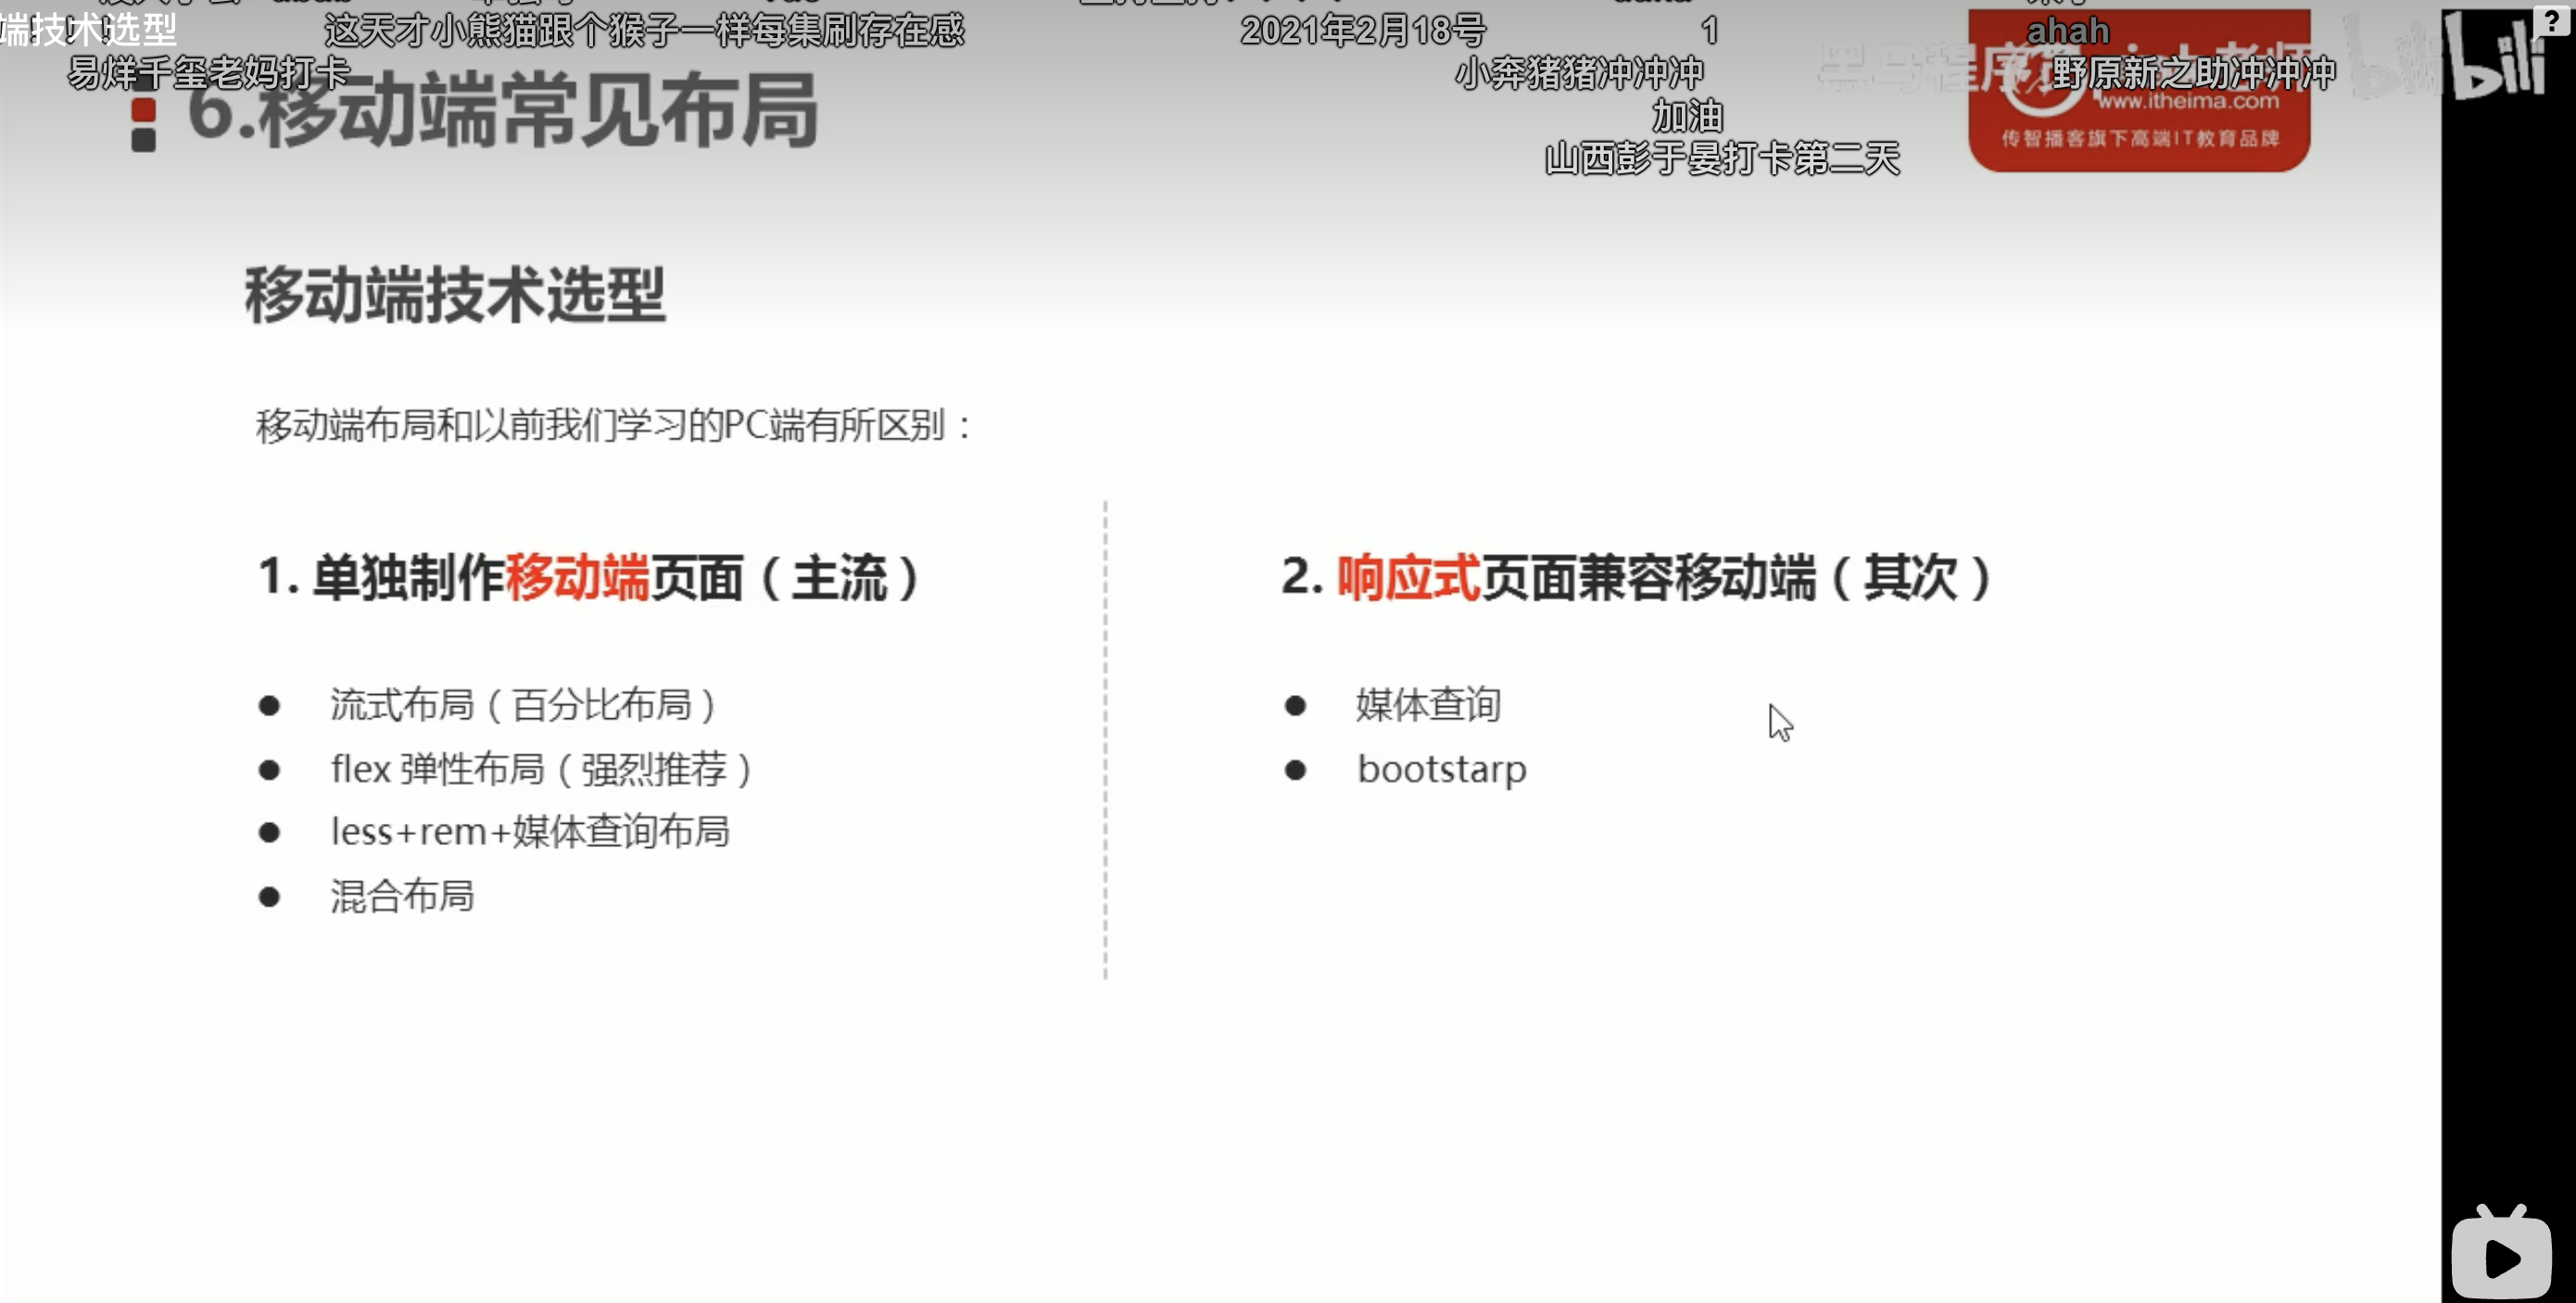 端技术选型
这天才小熊猫跟个猴子一样每集刷存在感
2021年2月18号
1
ahah
易烊千玺老妈打卡
小奔猪猪冲冲冲
野原新之助冲冲冲
bilibili
6.移动端常见布局
www.itheima.com
加油
传智播客旗下高端IT教育品牌
山西彭于晏打卡第二天
移动端技术选型
移动端布局和以前我们学习的PC端有所区别：
1. 单独制作移动端页面（主流）
● 流式布局（百分比布局）
● flex 弹性布局（强烈推荐）
● less+rem+媒体查询布局
● 混合布局
2. 响应式页面兼容移动端（其次）
● 媒体查询
● bootstarp